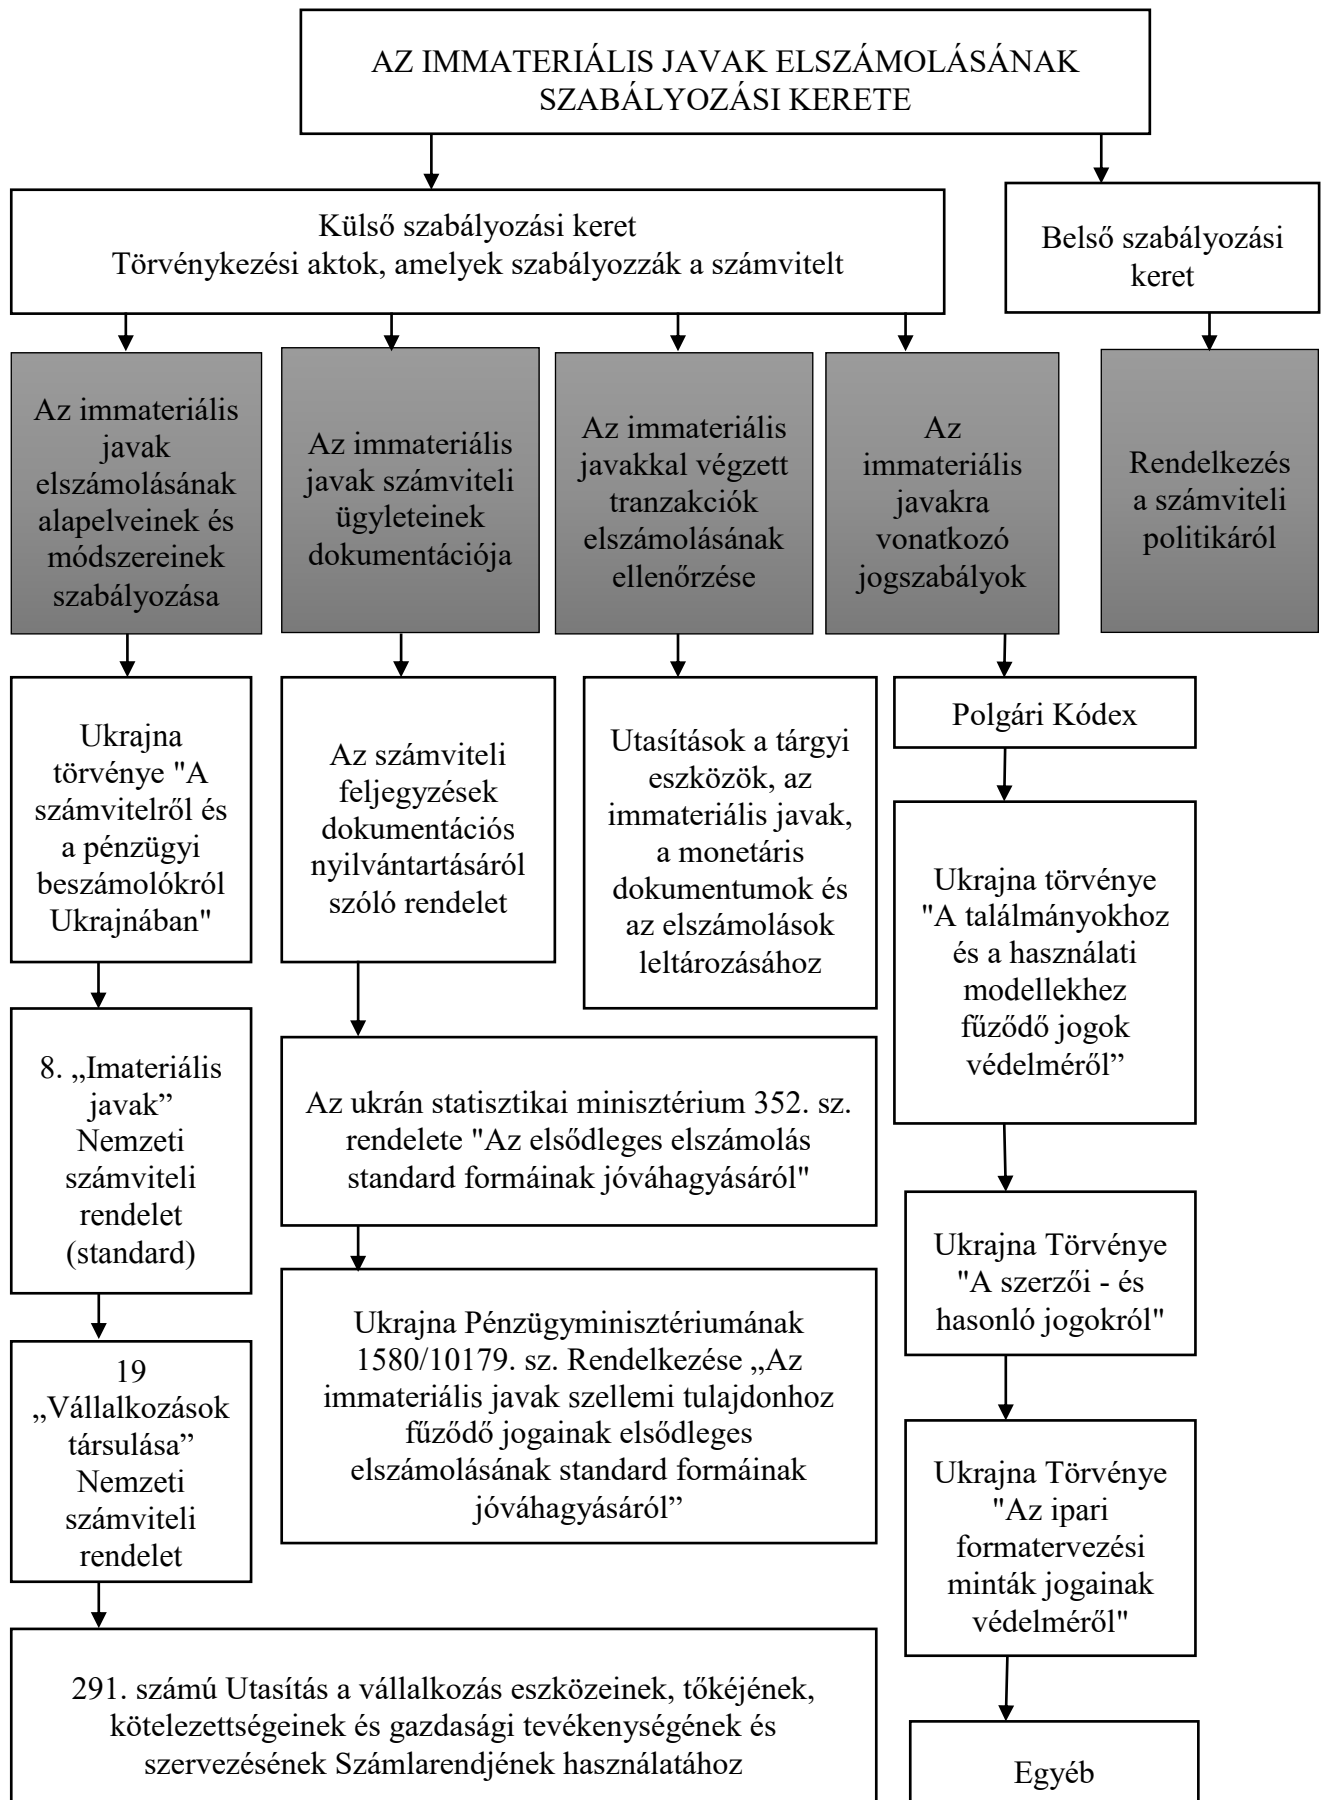 AZ IMMATERIÁLIS JAVAK ELSZÁMOLÁSÁNAK
SZABÁLYOZÁSI KERETE
Külső szabályozási keret
Törvénykezési aktok, amelyek szabályozzák a számvitelt
Belső szabályozási
keret
Az immateriális
javak
elszámolásának
alapelveinek és
módszereinek
szabályozása
Az immateriális
javak számviteli
ügyleteinek
dokumentációja
Az immateriális
javakkal végzett
tranzakciók
elszámolásának
ellenőrzése
Az
immateriális
javakra
vonatkozó
jogszabályok
Rendelkezés
a számviteli
politikáról
Ukrajna
törvénye "A
számvitelről és
a pénzügyi
beszámolókról
Ukrajnában"
Az számviteli
feljegyzések
dokumentációs
nyilvántartásáról
szóló rendelet
Utasítások a tárgyi
eszközök, az
immateriális javak,
a monetáris
dokumentumok és
az elszámolások
leltározásához
Polgári Kódex
Ukrajna törvénye
"A találmányokhoz
és a használati
modellekhez
fűződő jogok
védelméről”
8. „Imateriális
javak”
Nemzeti
számviteli
rendelet
(standard)
Az ukrán statisztikai minisztérium 352. sz.
rendelete "Az elsődleges elszámolás
standard formáinak jóváhagyásáról"
Ukrajna Törvénye
"A szerzői - és
hasonló jogokról"
Ukrajna Pénzügyminisztériumának
1580/10179. sz. Rendelkezése „Az
immateriális javak szellemi tulajdonhoz
fűződő jogainak elsődleges
elszámolásának standard formáinak
jóváhagyásáról”
19
„Vállalkozások
társulása”
Nemzeti
számviteli
rendelet
Ukrajna Törvénye
"Az ipari
formatervezési
minták jogainak
védelméről"
291. számú Utasítás a vállalkozás eszközeinek, tőkéjének,
kötelezettségeinek és gazdasági tevékenységének és
szervezésének Számlarendjének használatához
Egyéb